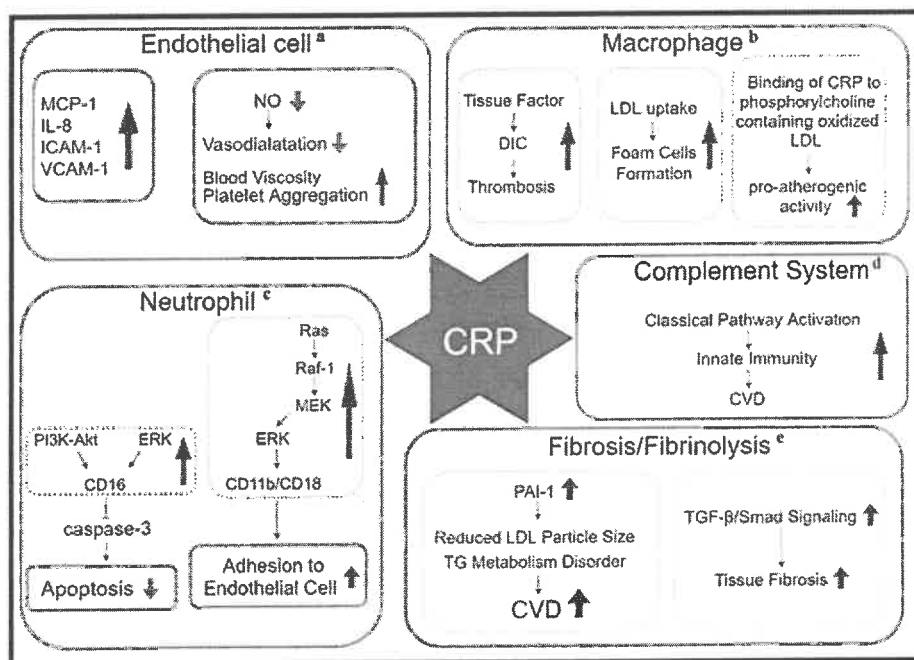 Endothelial cell a
MCP-1
IL-8
ICAM-1
VCAM-1
NO
Vasodialatation
Blood Viscosity
Platelet Aggregation
Macrophage b
Tissue Factor
DIC
Thrombosis
LDL uptake
Foam Cells
Formation
Binding of CRP to
phosphorylcholine
containing oxidized
LDL
pro-atherogenic
activity
Neutrophil c
Ras
Raf-1
MEK
ERK
CD11b/CD18
Adhesion to
Endothelial Cell
PI3K-Akt
ERK
CD16
caspase-3
Apoptosis
CRP
Complement System d
Classical Pathway Activation
Innate Immunity
CVD
Fibrosis/Fibrinolysis e
PAI-1
Reduced LDL Particle Size
TG Metabolism Disorder
CVD
TGF-β/Smad Signaling
Tissue Fibrosis